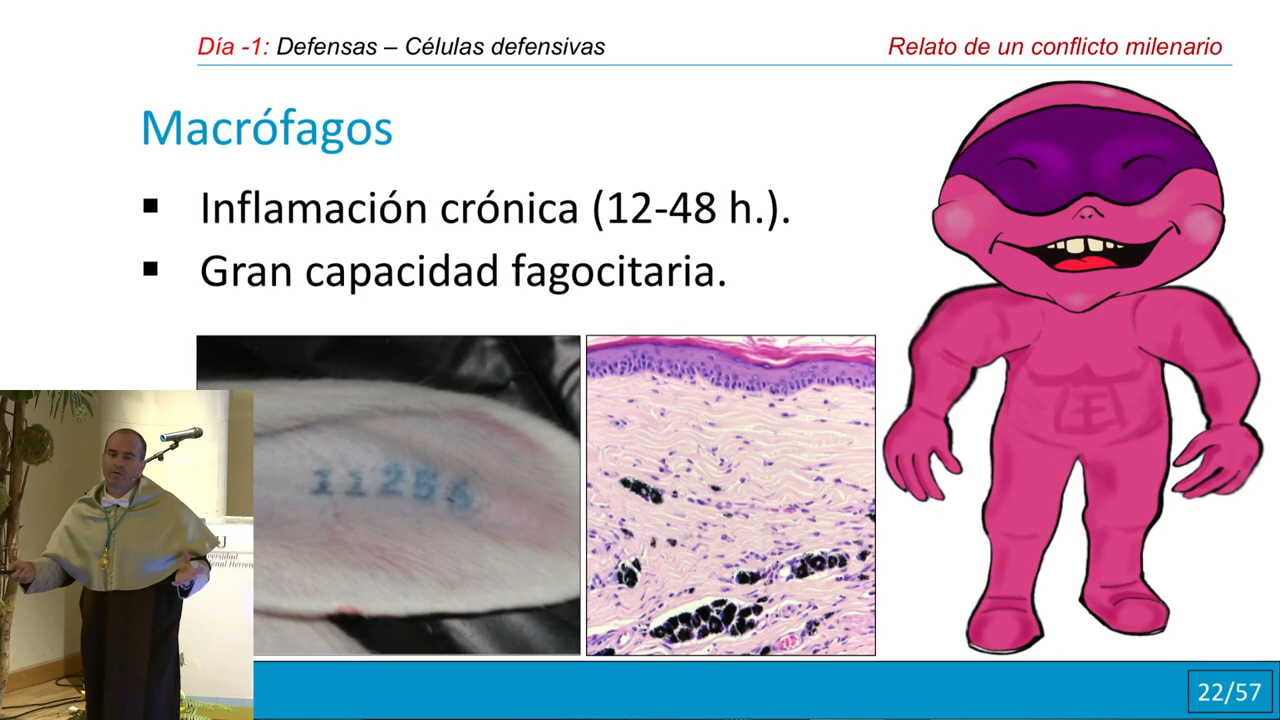 Día -1: Defensas – Células defensivas
Relato de un conflicto milenario
Macrófagos
▪ Inflamación crónica (12-48 h.).
▪ Gran capacidad fagocitaria.
11256
22/57